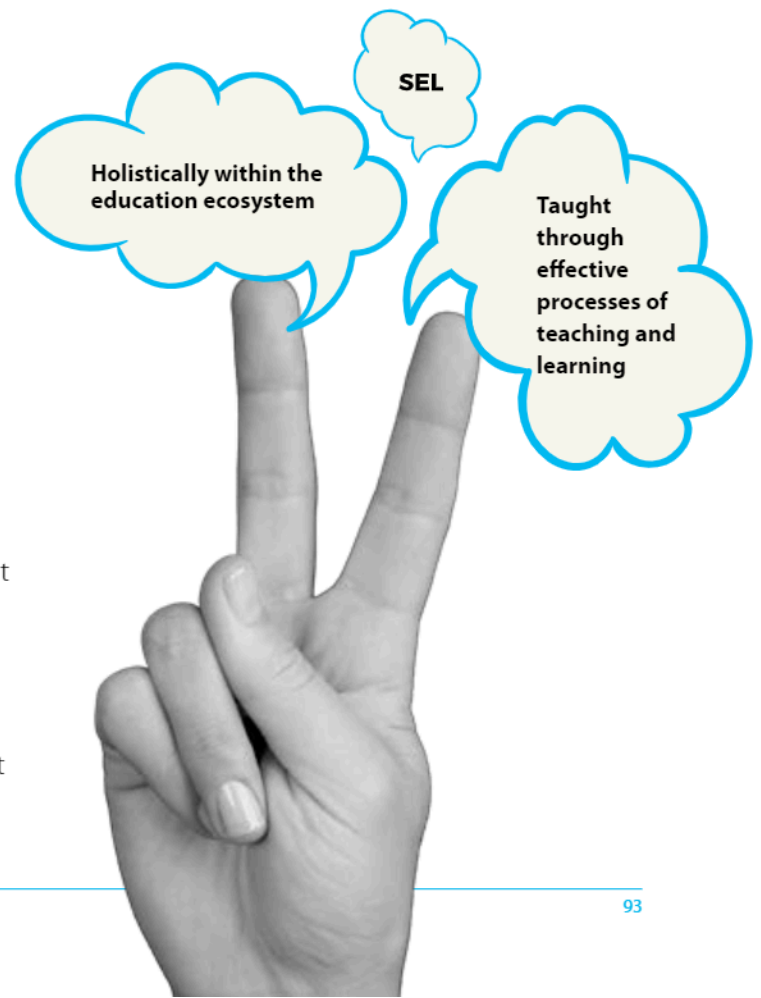 SEL
Holistically within the
education ecosystem
Taught
through
effective
processes of
teaching and
learning
t
t
93